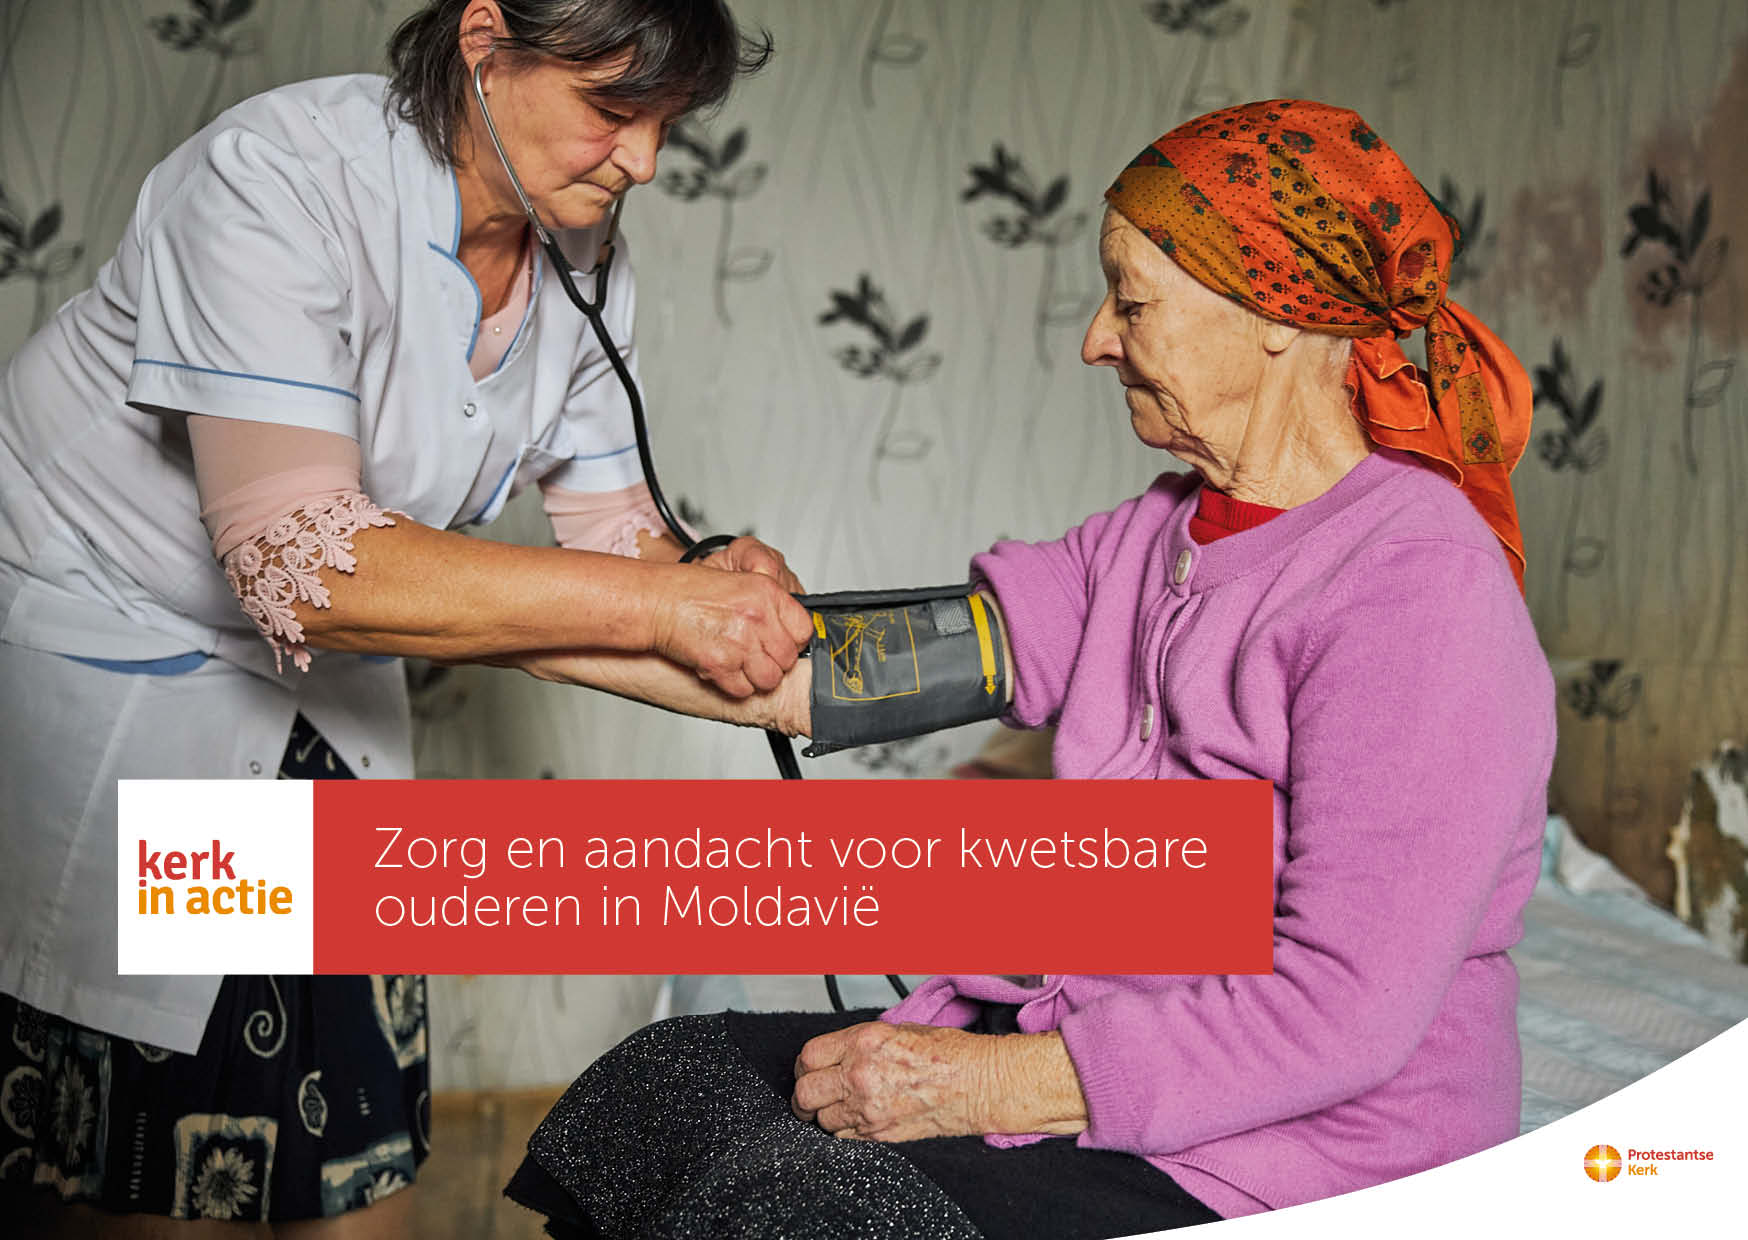 kerk
in actie
Zorg en aandacht voor kwetsbare
ouderen in Moldavië
Protestantse
Kerk